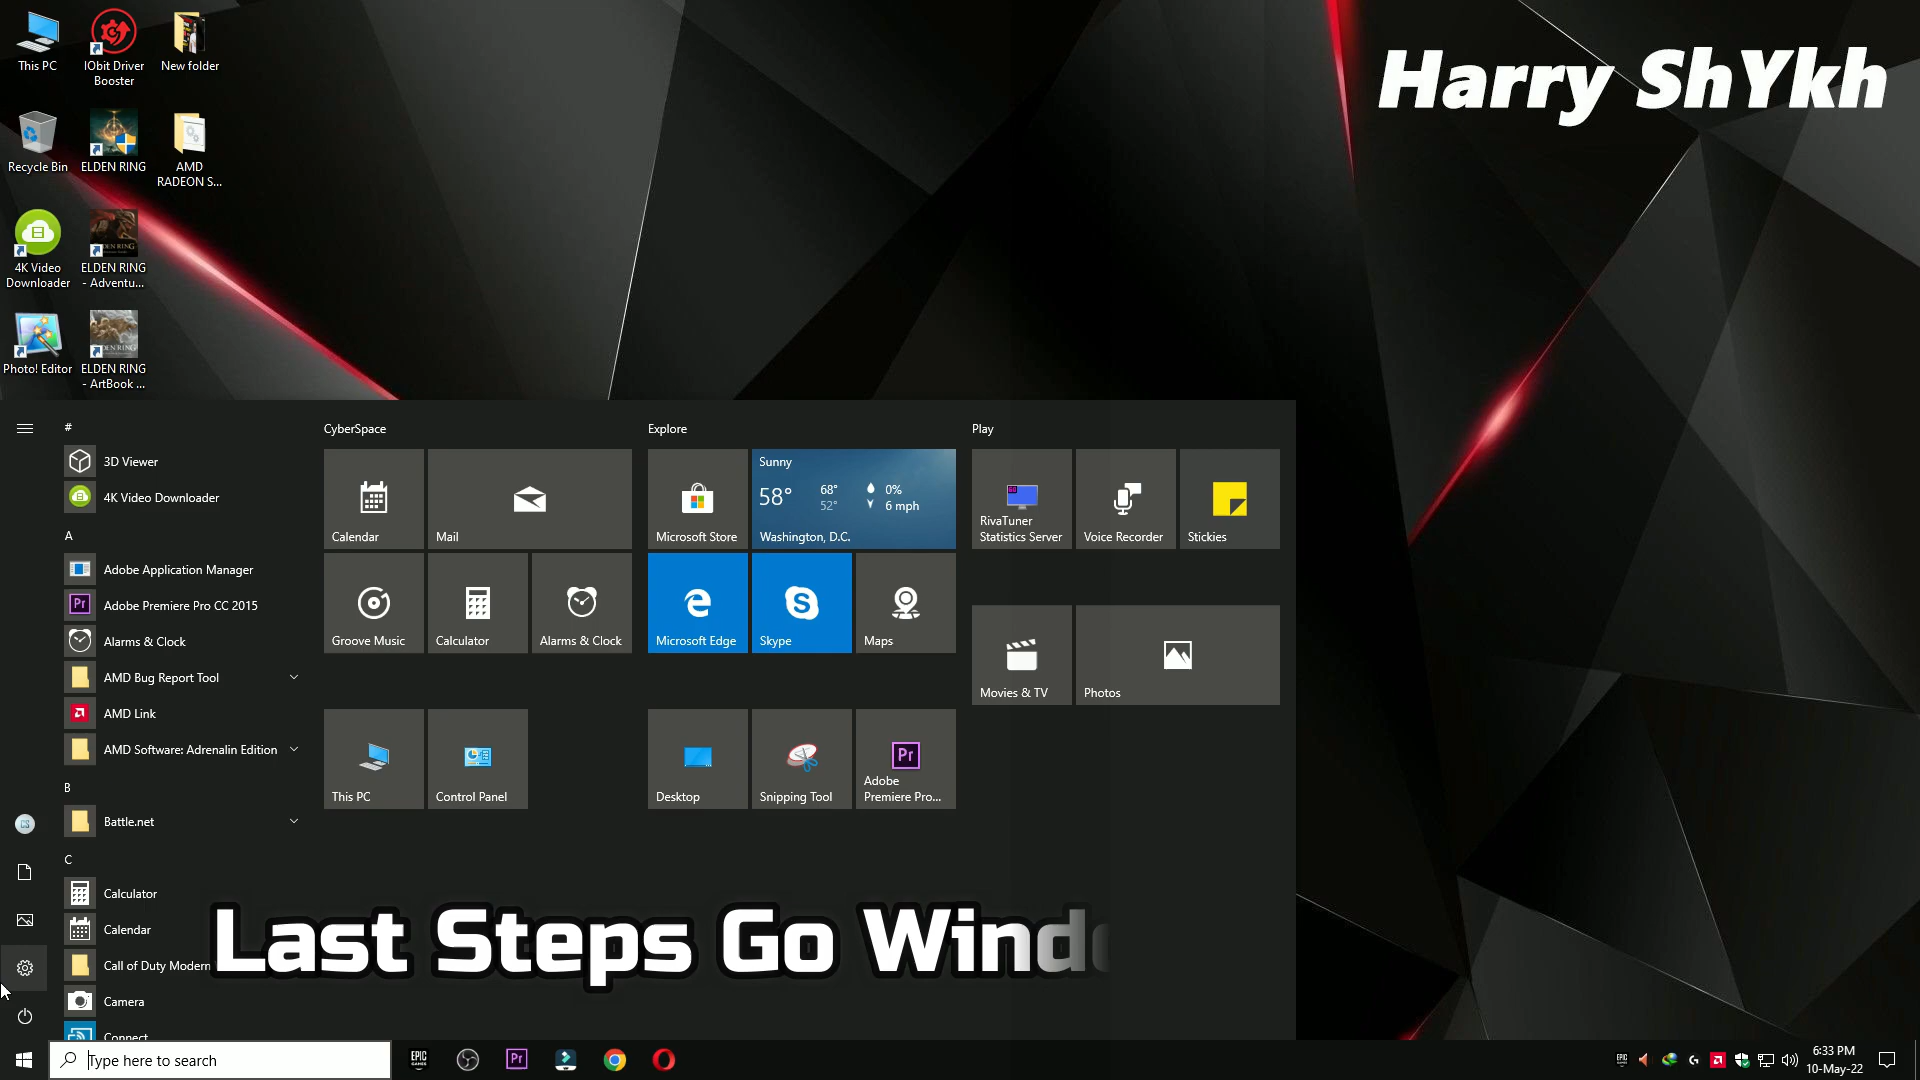 This PC
IObit Driver
Booster
New folder
Harry ShYkh
Recycle Bin
ELDEN RING
AMD
RADEON S...
4K Video
Downloader
ELDEN RING
- Adventu...
Photo! Editor
ELDEN RING
- ArtBook ...
#
3D Viewer
4K Video Downloader
A
Adobe Application Manager
Adobe Premiere Pro CC 2015
Alarms & Clock
AMD Bug Report Tool
AMD Link
AMD Software: Adrenalin Edition
B
Battle.net
C
Calculator
Calendar
Call of Duty Modern
Camera
Connect
CyberSpace
Calendar
Mail
Groove Music
Calculator
Alarms & Clock
This PC
Control Panel
Explore
Microsoft Store
Sunny
58° 68° 0%
52° 6 mph
Washington, D.C.
Microsoft Edge
Skype
Maps
Desktop
Snipping Tool
Pr
Adobe
Premiere Pro...
Play
RivaTuner
Statistics Server
Voice Recorder
Stickies
Movies & TV
Photos
Last Steps Go Windo
Type here to search
EPIC
GAMES
Pr
6:33 PM
10-May-22